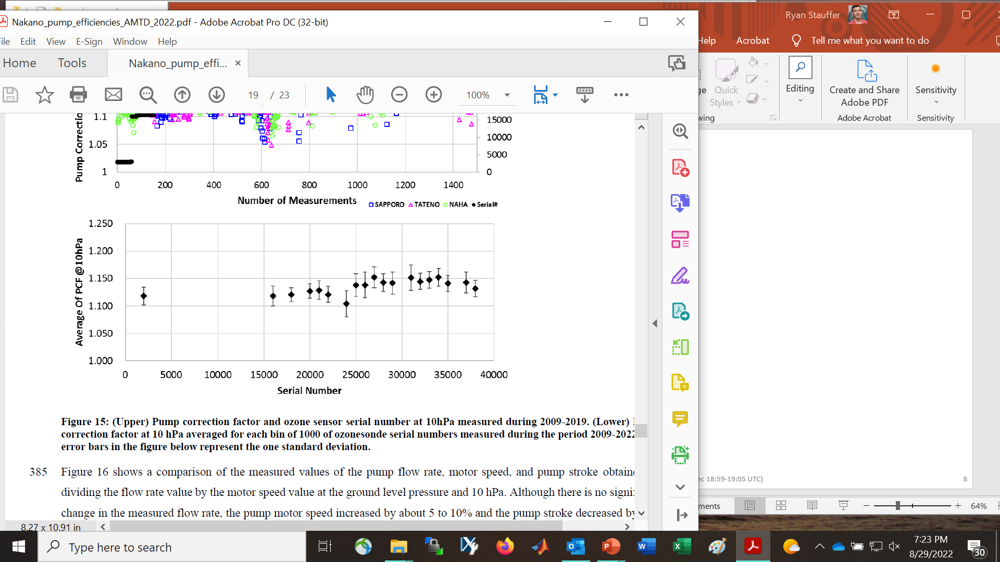 Nakano_pump_efficiencies_AMTD_2022.pdf - Adobe Acrobat Pro DC (32-bit)
Ryan Stauffer
File Edit View E-Sign Window Help
Help Acrobat Tell me what you want to do
Home Tools Nakano_pump_effi... ×
19 / 23
100%
Quick Styles
Editing
Create and Share Adobe PDF
Sensitivity
Adobe Acrobat
Sensitivity
Pump Correctio
1.1
1.05
1
15000
10000
5000
0
0 200 400 600 800 1000 1200 1400
Number of Measurements
SAPPORO TATENO NAHA Serial#
Average Of PCF @10hPa
1.250
1.200
1.150
1.100
1.050
1.000
0 5000 10000 15000 20000 25000 30000 35000 40000
Serial Number
Figure 15: (Upper) Pump correction factor and ozone sensor serial number at 10hPa measured during 2009-2019. (Lower)
correction factor at 10 hPa averaged for each bin of 1000 of ozonesonde serial numbers measured during the period 2009-2022
error bars in the figure below represent the one standard deviation.
385 Figure 16 shows a comparison of the measured values of the pump flow rate, motor speed, and pump stroke obtaine
dividing the flow rate value by the motor speed value at the ground level pressure and 10 hPa. Although there is no signi
change in the measured flow rate, the pump motor speed increased by about 5 to 10% and the pump stroke decreased by
8.27 x 10.91 in
ec 18:59-19:05 UTC)
8
ments
64%
Type here to search
7:23 PM
8/29/2022
30